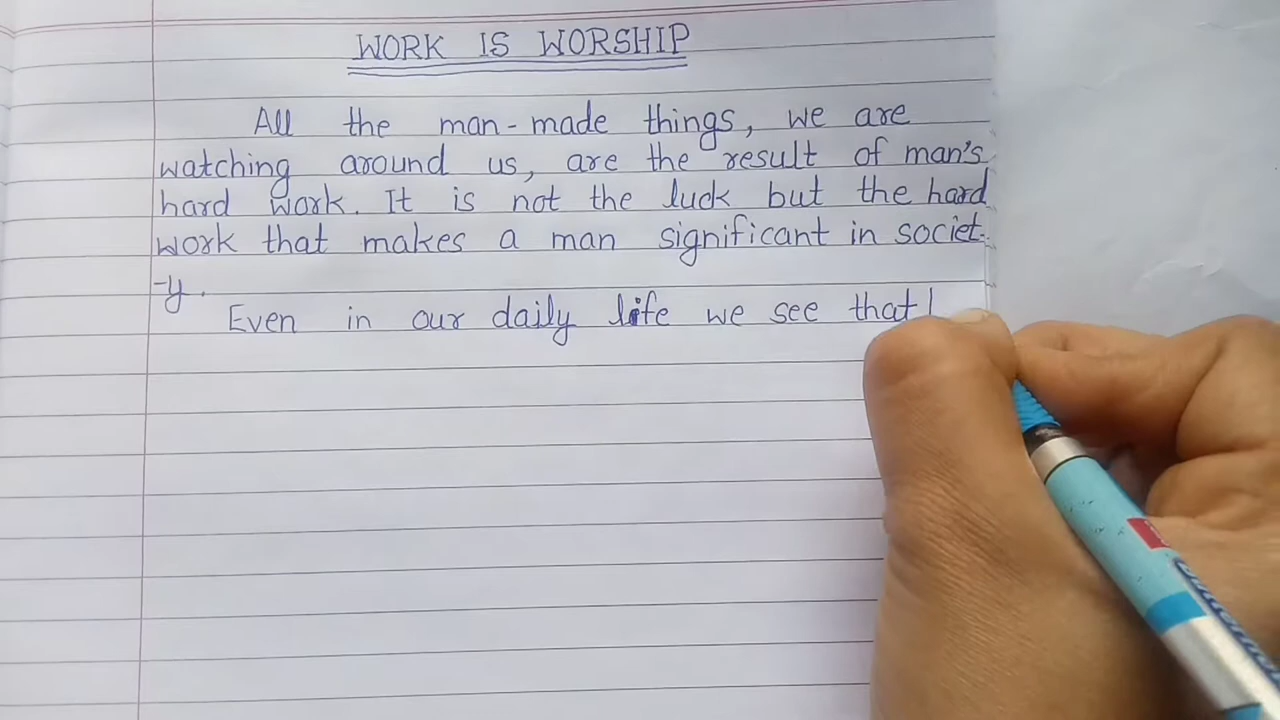 WORK IS WORSHIP
All the man-made things, we are
watching around us, are the result of man's
hard work. It is not the luck but the hard
work that makes a man significant in societ-
-y.
Even in our daily life we see that